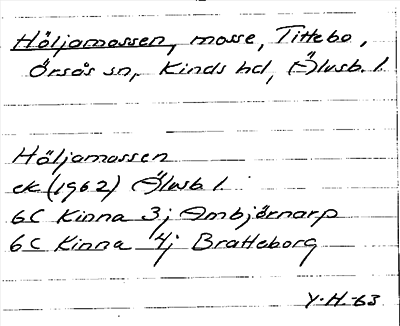 Höljamossen, mosse, Tittebo,
Örsås sn, Kinds hd, Älvsb. l.
Höljamossen
ek (1962) Älvsb l.
6C Kinna 3j Ambjörnarp
6C Kinna 4j Bratteborg
Y.H.-63